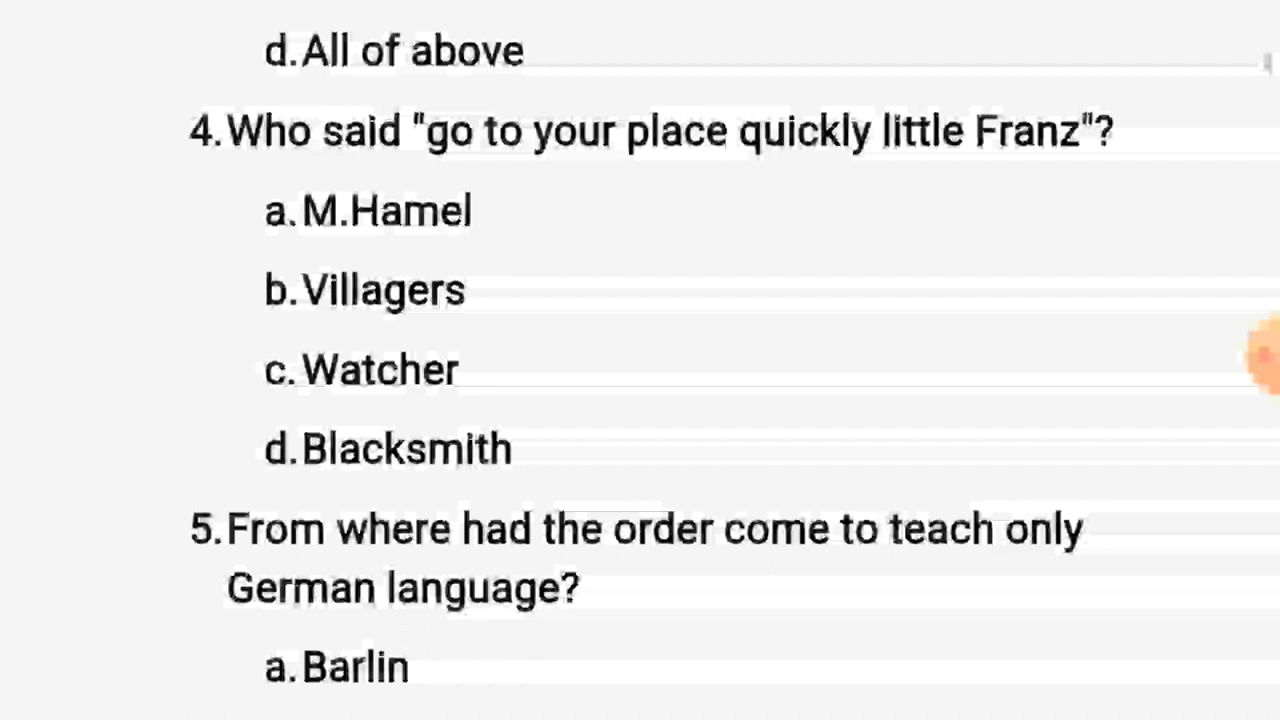 d. All of above
4. Who said "go to your place quickly little Franz"?
a. M.Hamel
b. Villagers
c. Watcher
d. Blacksmith
5. From where had the order come to teach only
German language?
a. Barlin